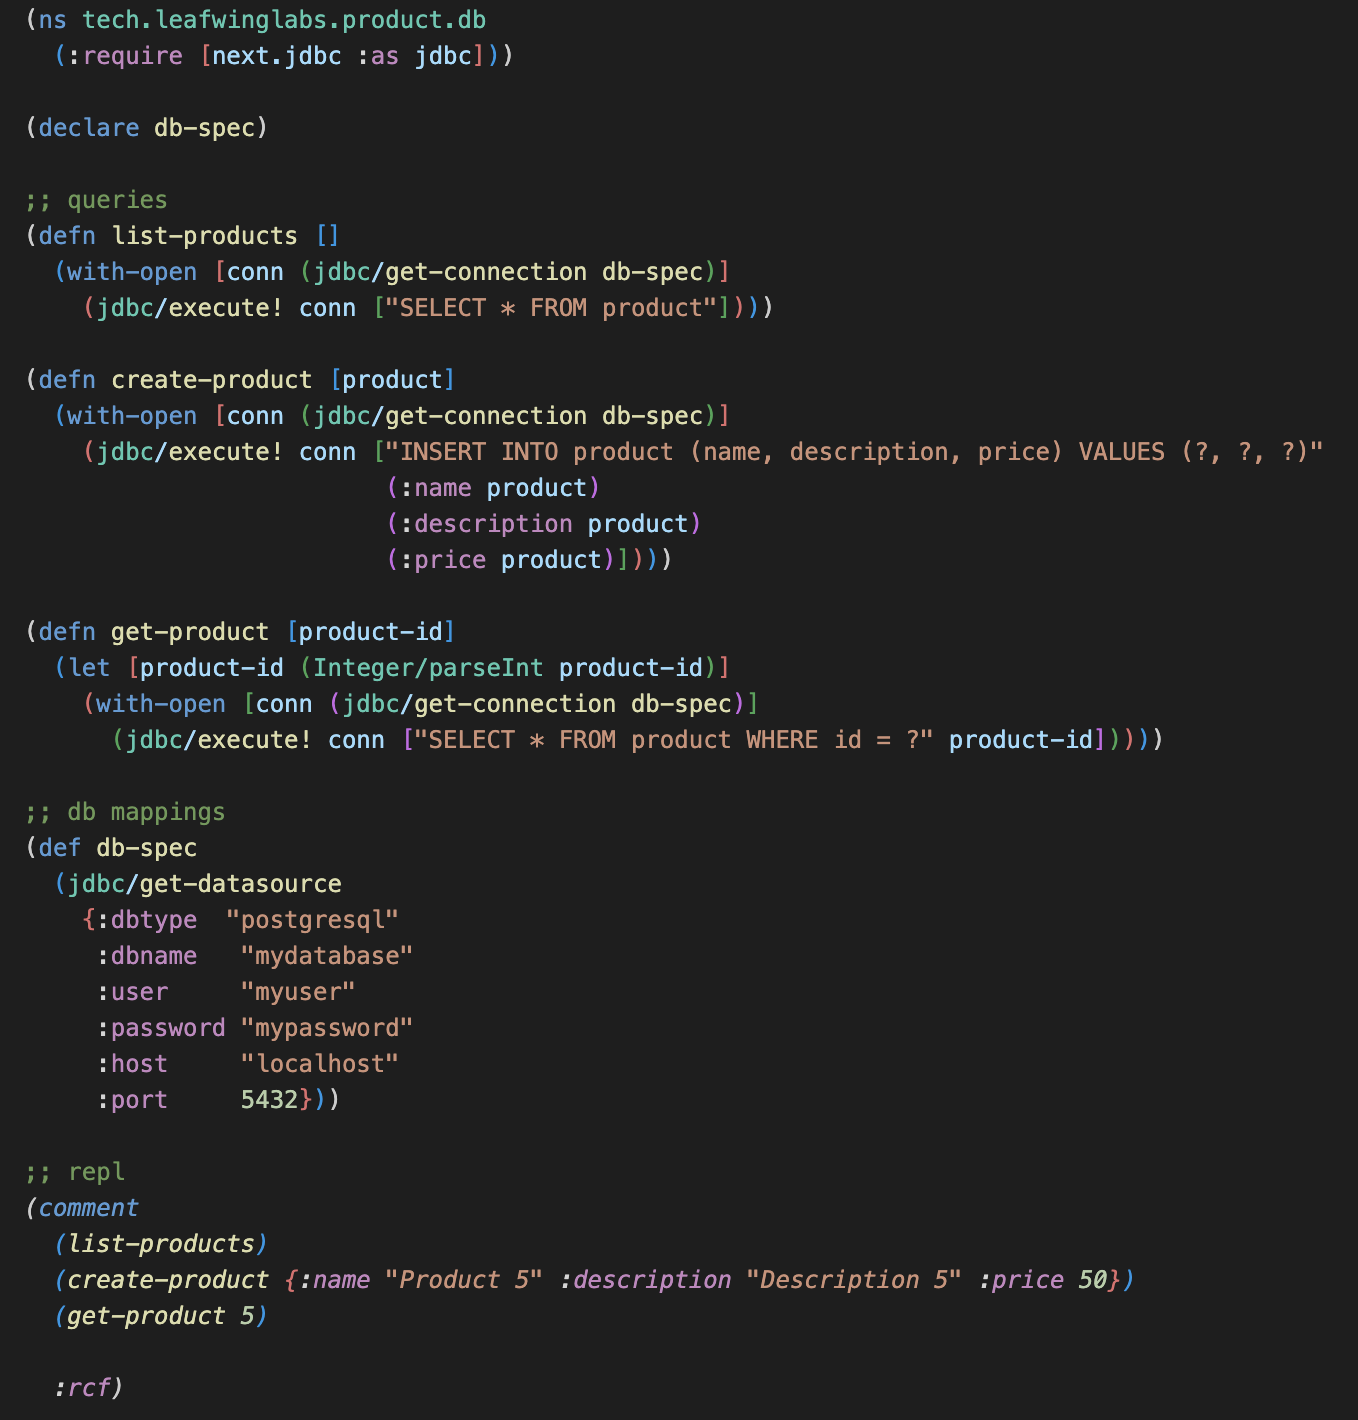 (ns tech.leafwinglabs.product.db
  (:require [next.jdbc :as jdbc]))

(declare db-spec)

;; queries
(defn list-products []
  (with-open [conn (jdbc/get-connection db-spec)]
    (jdbc/execute! conn ["SELECT * FROM product"])))

(defn create-product [product]
  (with-open [conn (jdbc/get-connection db-spec)]
    (jdbc/execute! conn ["INSERT INTO product (name, description, price) VALUES (?, ?, ?)"
                         (:name product)
                         (:description product)
                         (:price product)])))

(defn get-product [product-id]
  (let [product-id (Integer/parseInt product-id)]
    (with-open [conn (jdbc/get-connection db-spec)]
      (jdbc/execute! conn ["SELECT * FROM product WHERE id = ?" product-id]))))

;; db mappings
(def db-spec
  (jdbc/get-datasource
    {:dbtype  "postgresql"
     :dbname   "mydatabase"
     :user     "myuser"
     :password "mypassword"
     :host     "localhost"
     :port     5432}))

;; repl
(comment
  (list-products)
  (create-product {:name "Product 5" :description "Description 5" :price 50})
  (get-product 5)

  :rcf)